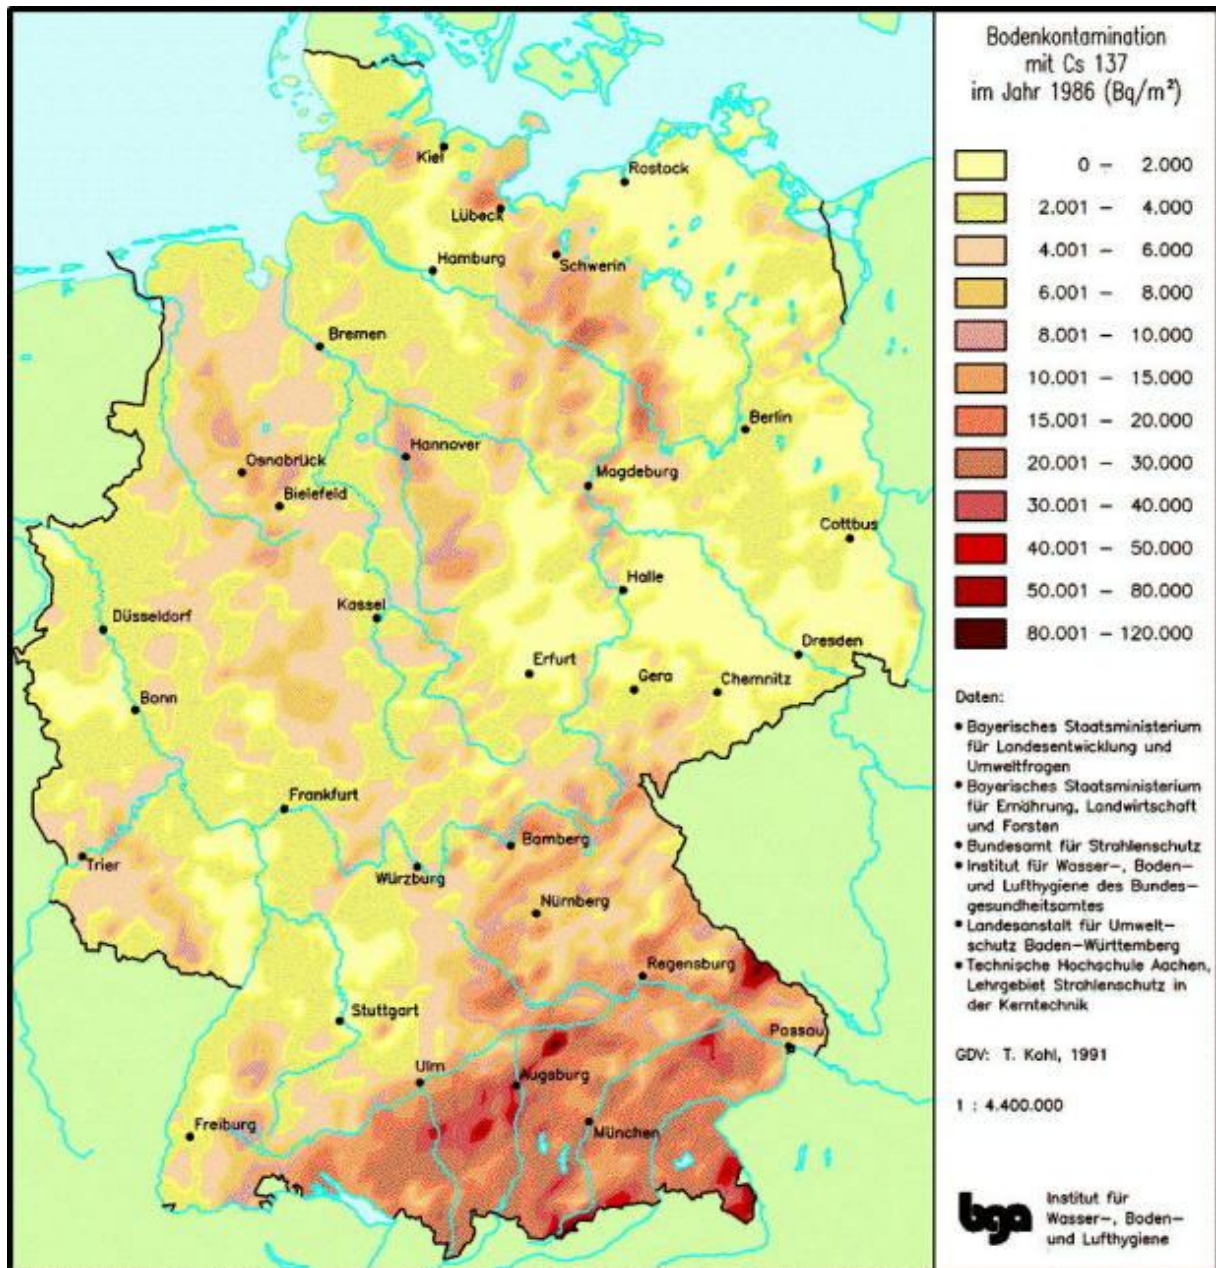 Bodenkontamination
mit Cs 137
im Jahr 1986 (Bq/m²)
0 – 2.000
2.001 – 4.000
4.001 – 6.000
6.001 – 8.000
8.001 – 10.000
10.001 – 15.000
15.001 – 20.000
20.001 – 30.000
30.001 – 40.000
40.001 – 50.000
50.001 – 80.000
80.001 – 120.000
Daten:
• Bayerisches Staatsministerium
für Landesentwicklung und
Umweltfragen
• Bayerisches Staatsministerium
für Ernährung, Landwirtschaft
und Forsten
• Bundesamt für Strahlenschutz
• Institut für Wasser–, Boden–
und Lufthygiene des Bundes–
gesundheitsamtes
• Landesanstalt für Umwelt–
schutz Baden–Württemberg
• Technische Hochschule Aachen,
Lehrgebiet Strahlenschutz in
der Kerntechnik
GDV: T. Kohl, 1991
1 : 4.400.000
bga
Institut für
Wasser–, Boden–
und Lufthygiene
Kiel
Rostock
Lübeck
Schwerin
Hamburg
Bremen
Berlin
Hannover
Osnabrück
Magdeburg
Bielefeld
Cottbus
Halle
Kassel
Düsseldorf
Dresden
Erfurt
Gera
Chemnitz
Bonn
Frankfurt
Bamberg
Trier
Würzburg
Nürnberg
Regensburg
Stuttgart
Passau
Ulm
Augsburg
Freiburg
München